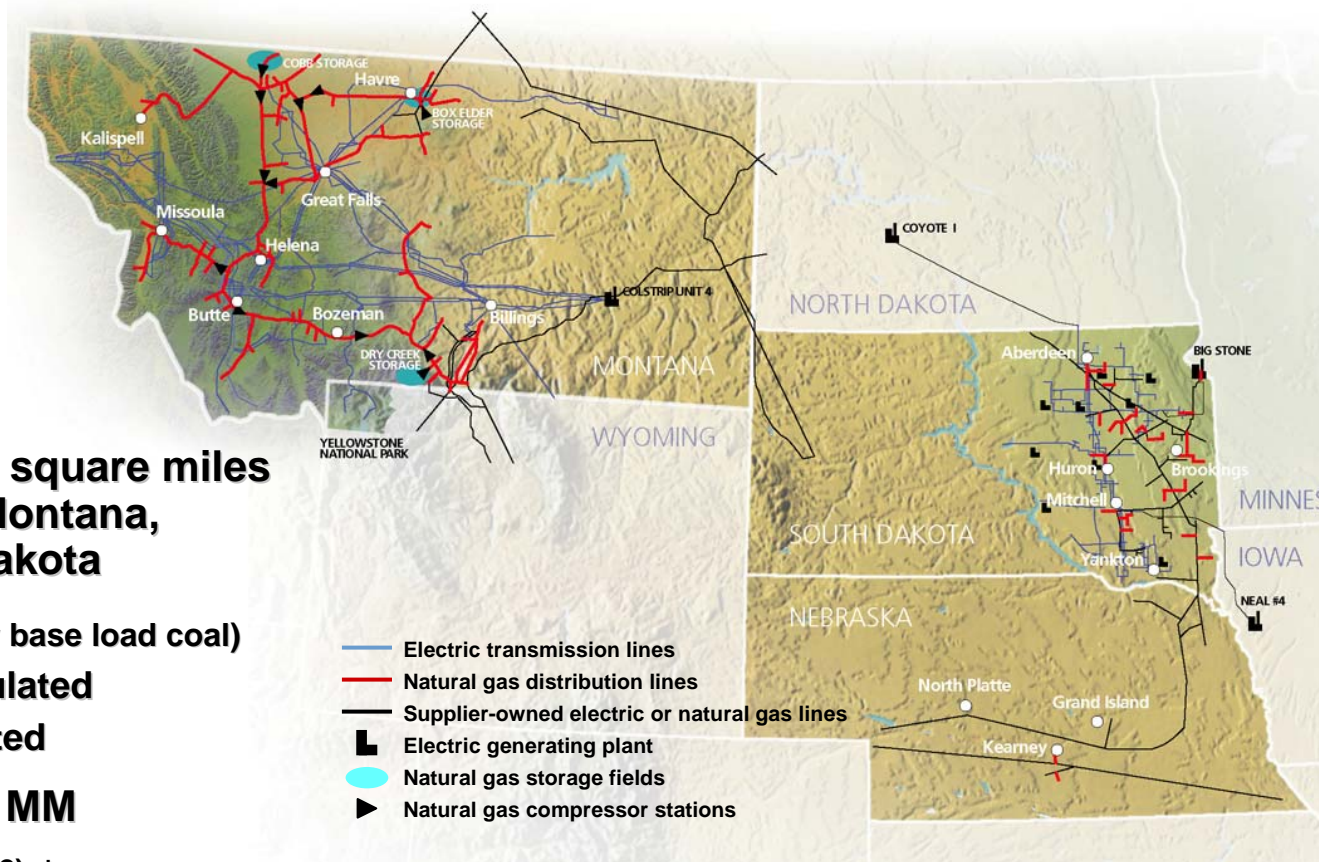 COBB STORAGE
Havre
BOX ELDER
STORAGE
Kalispell
Great Falls
Missoula
Helena
COYOTE I
COLSTRIP UNIT 4
NORTH DAKOTA
Butte
Bozeman
Billings
DRY CREEK
STORAGE
MONTANA
Aberdeen
BIG STONE
YELLOWSTONE
NATIONAL PARK
WYOMING
square miles
Montana,
akota
base load coal)
ulated
ted
MM
Huron
Brookings
Mitchell
MINNES
SOUTH DAKOTA
IOWA
Yankton
NEBRASKA
NEAL #4
North Platte
Grand Island
Kearney
Electric transmission lines
Natural gas distribution lines
Supplier-owned electric or natural gas lines
Electric generating plant
Natural gas storage fields
Natural gas compressor stations